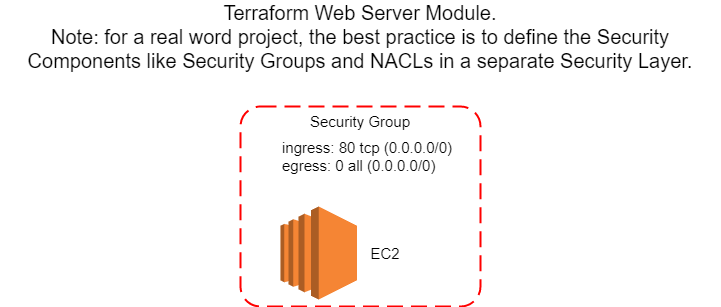 Terraform Web Server Module.
Note: for a real word project, the best practice is to define the Security
Components like Security Groups and NACLs in a separate Security Layer.
Security Group
ingress: 80 tcp (0.0.0.0/0)
egress: 0 all (0.0.0.0/0)
EC2